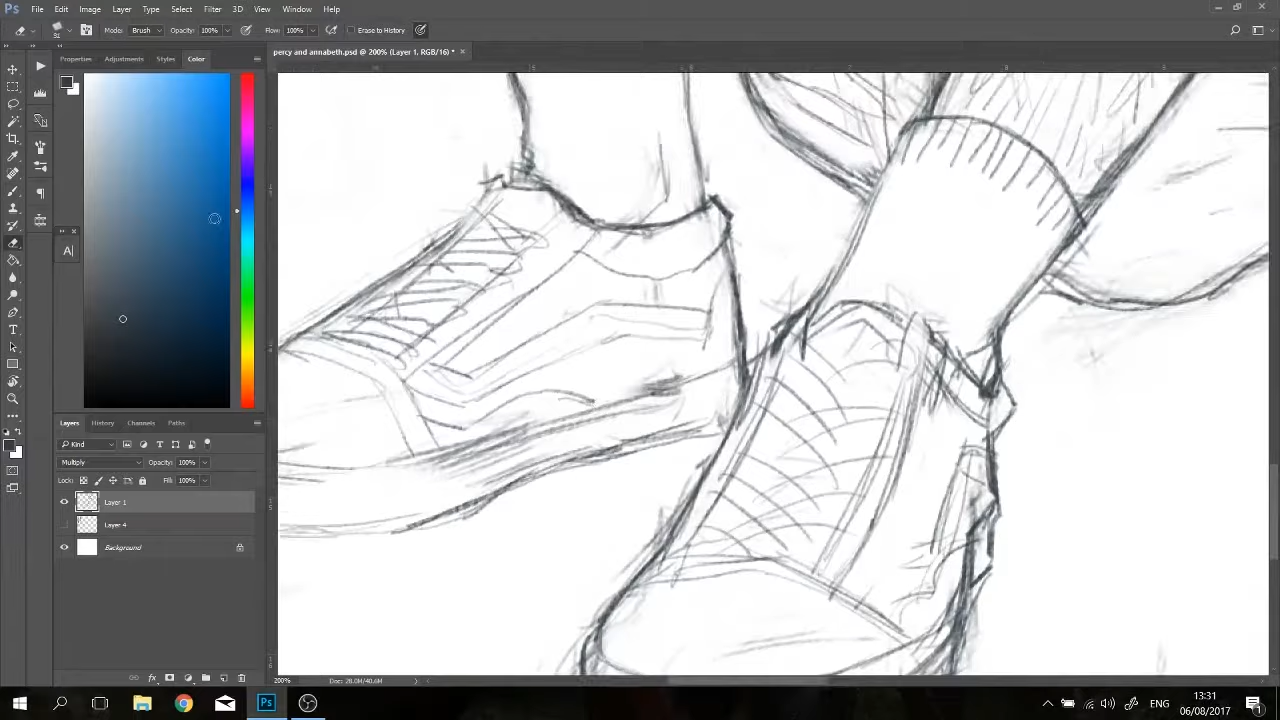 Ps File Edit Image Layer Type Select Filter 3D View Window Help
Mode: Brush Opacity: 100% Flow: 100% Erase to History
percy and annabeth.psd @ 200% (Layer 1, RGB/16) *
Properties Adjustments Styles Color
A
Layers History Channels Paths
Kind
Multiply Opacity: 100%
Lock: Fill: 100%
Layer 1
Layer 4
Background
200% Doc: 28.0M/40.6M
Ps ENG 13:31
06/08/2017